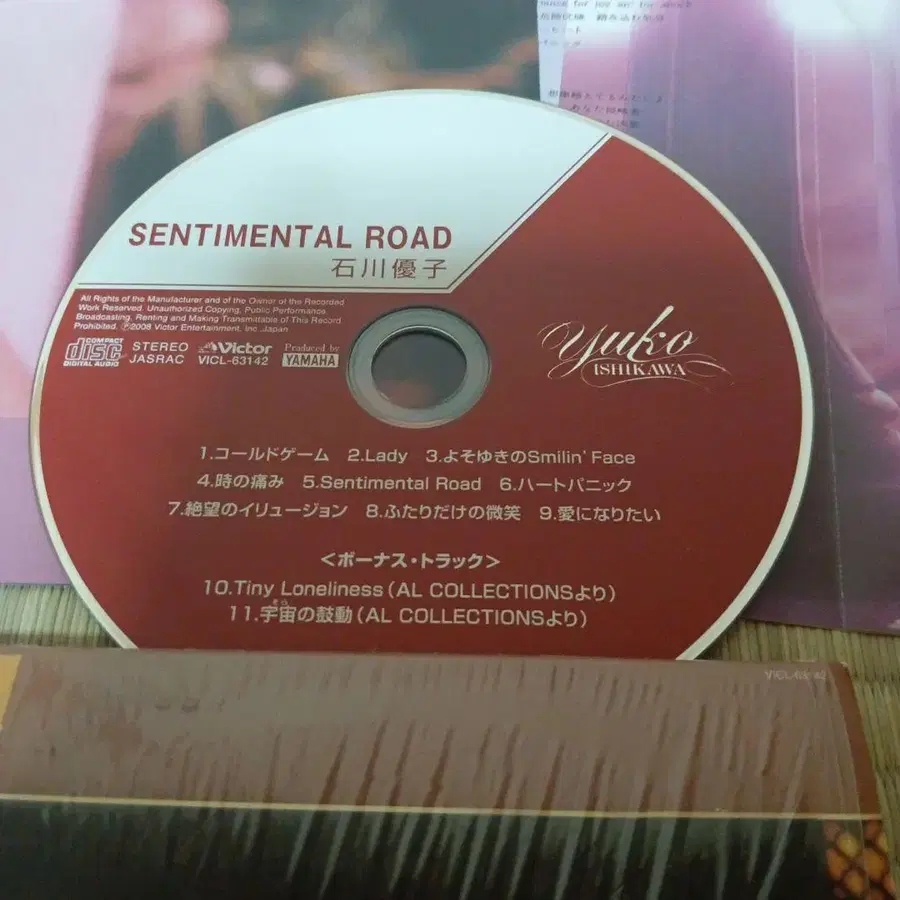 SENTIMENTAL ROAD
石川優子
All Rights of the Manufacturer and of the Owner of the Recorded
Work Reserved. Unauthorized Copying, Public Performance,
Broadcasting, Renting and Making Transmittable of This Record
Prohibited. ℗2008 Victor Entertainment, Inc. Japan
COMPACT disc DIGITAL AUDIO
STEREO
JASRAC
Victor
VICL-63142
Produced by
YAMAHA
yuko
ISHIKAWA
1.コールドゲーム 2.Lady 3.よそゆきのSmilin' Face
4.時の痛み 5.Sentimental Road 6.ハートパニック
7.絶望のイリュージョン 8.ふたりだけの微笑 9.愛になりたい
<ボーナス・トラック>
10.Tiny Loneliness(AL COLLECTIONSより)
11.宇宙の鼓動(AL COLLECTIONSより)